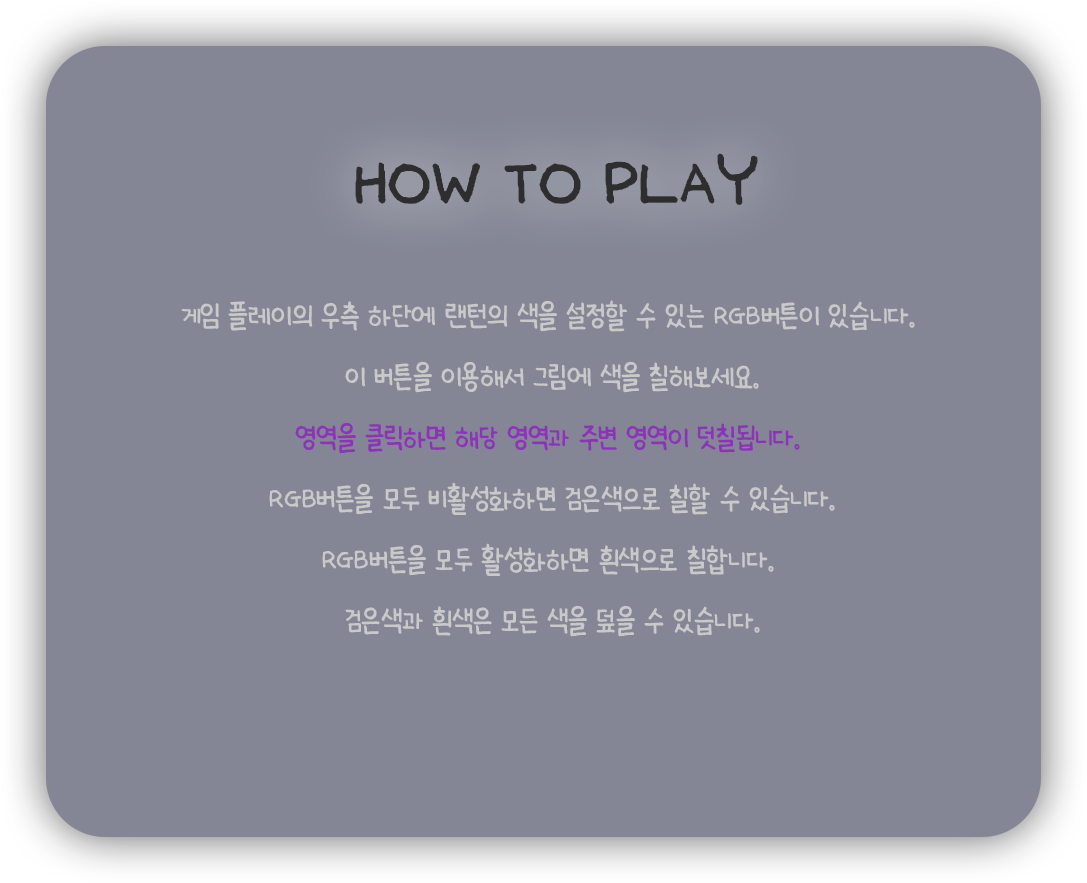 HOW TO PLAY
게임 플레이의 우측 하단에 랜턴의 색을 설정할 수 있는 RGB버튼이 있습니다.
이 버튼을 이용해서 그림에 색을 칠해보세요.
영역을 클릭하면 해당 영역과 주변 영역이 덧칠됩니다.
RGB버튼을 모두 비활성화하면 검은색으로 칠할 수 있습니다.
RGB버튼을 모두 활성화하면 흰색으로 칠합니다.
검은색과 흰색은 모든 색을 덮을 수 있습니다.